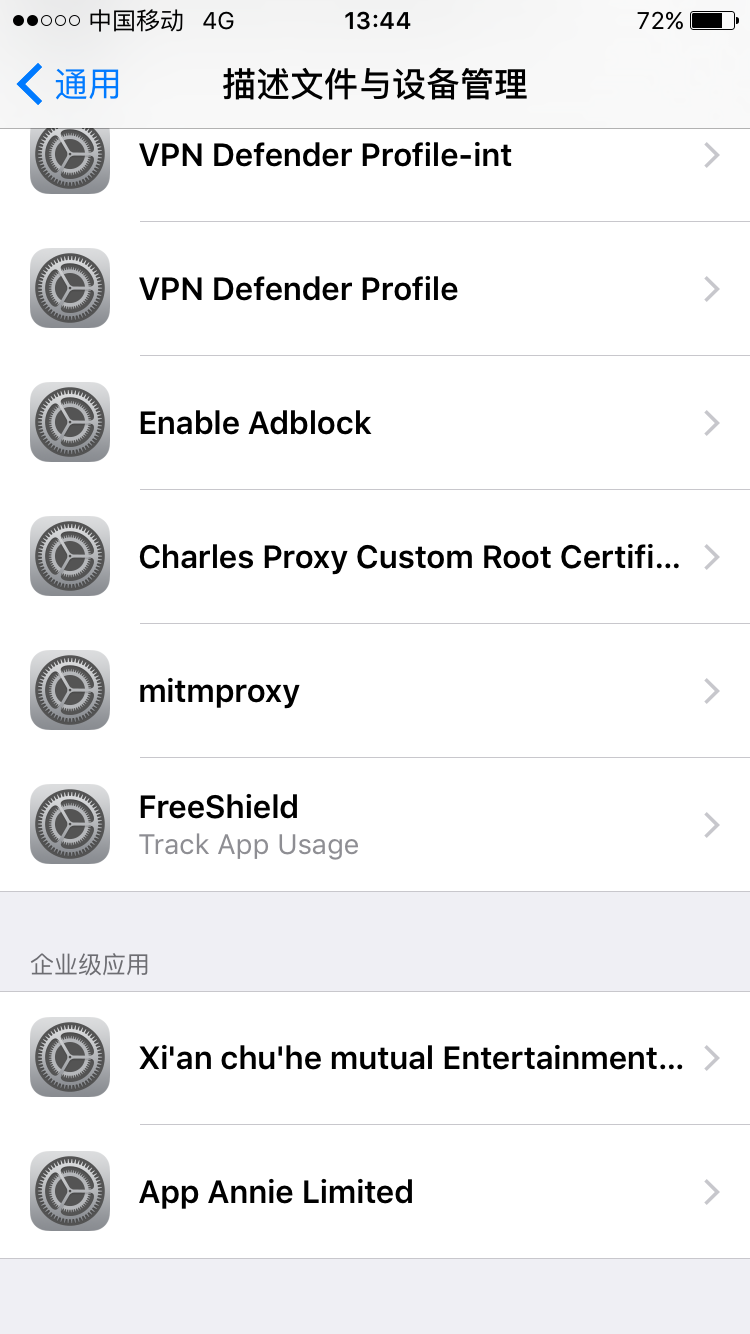 中国移动 4G 13:44 72%
通用 描述文件与设备管理
VPN Defender Profile-int
VPN Defender Profile
Enable Adblock
Charles Proxy Custom Root Certifi...
mitmproxy
FreeShield
Track App Usage
企业级应用
Xi'an chu'he mutual Entertainment...
App Annie Limited